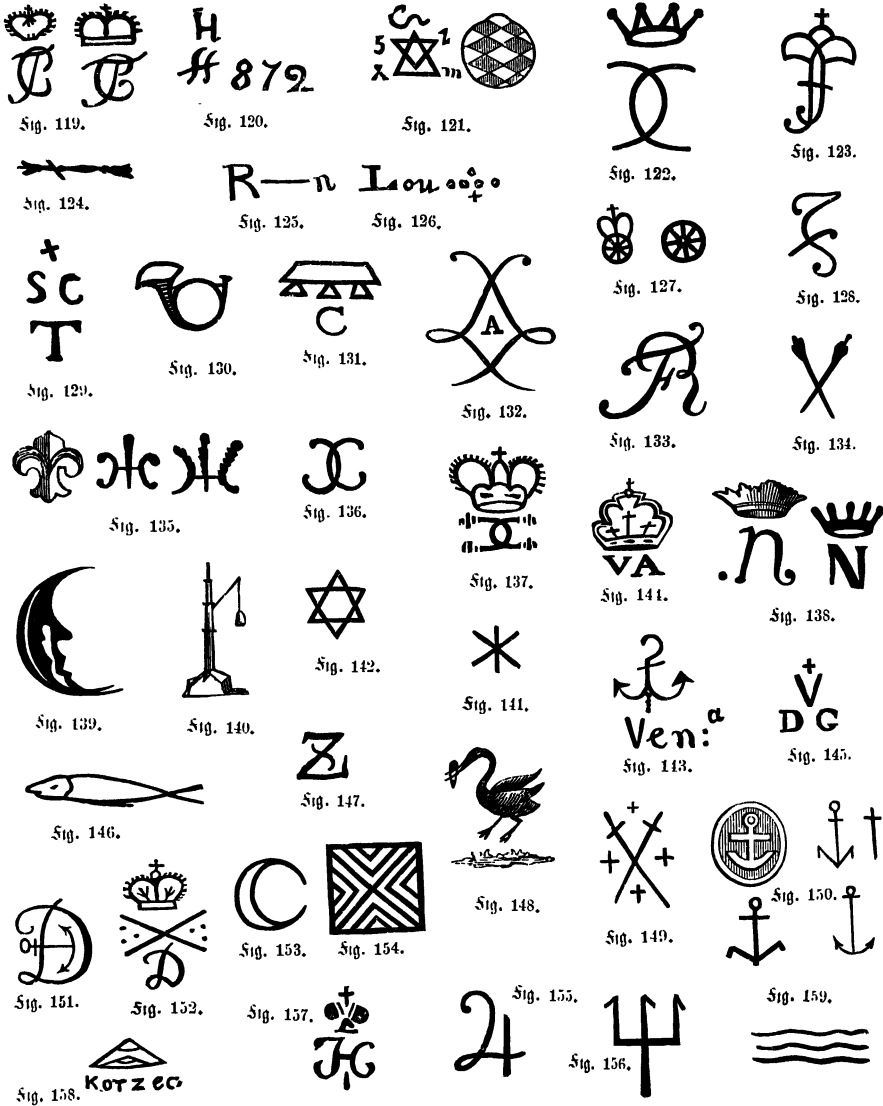 H
H 872
Fig. 119.
Fig. 120.
5 Z
X m
Fig. 121.
Fig. 122.
Fig. 123.
Fig. 124.
R—n
Fig. 125.
Lou
Fig. 126.
Fig. 127.
Fig. 128.
S C
T
Fig. 129.
Fig. 130.
C
Fig. 131.
A
Fig. 132.
Fig. 133.
Fig. 134.
Fig. 135.
Fig. 136.
Fig. 137.
VA
Fig. 144.
.n N
Fig. 138.
Fig. 139.
Fig. 140.
Fig. 142.
Fig. 141.
Ven:a
Fig. 143.
V
D G
Fig. 145.
Fig. 146.
Z
Fig. 147.
Fig. 148.
Fig. 149.
Fig. 150.
D
Fig. 151.
D
Fig. 152.
Fig. 153.
Fig. 154.
Fig. 155.
Fig. 156.
Fig. 157.
Korzec
Fig. 158.
Fig. 159.